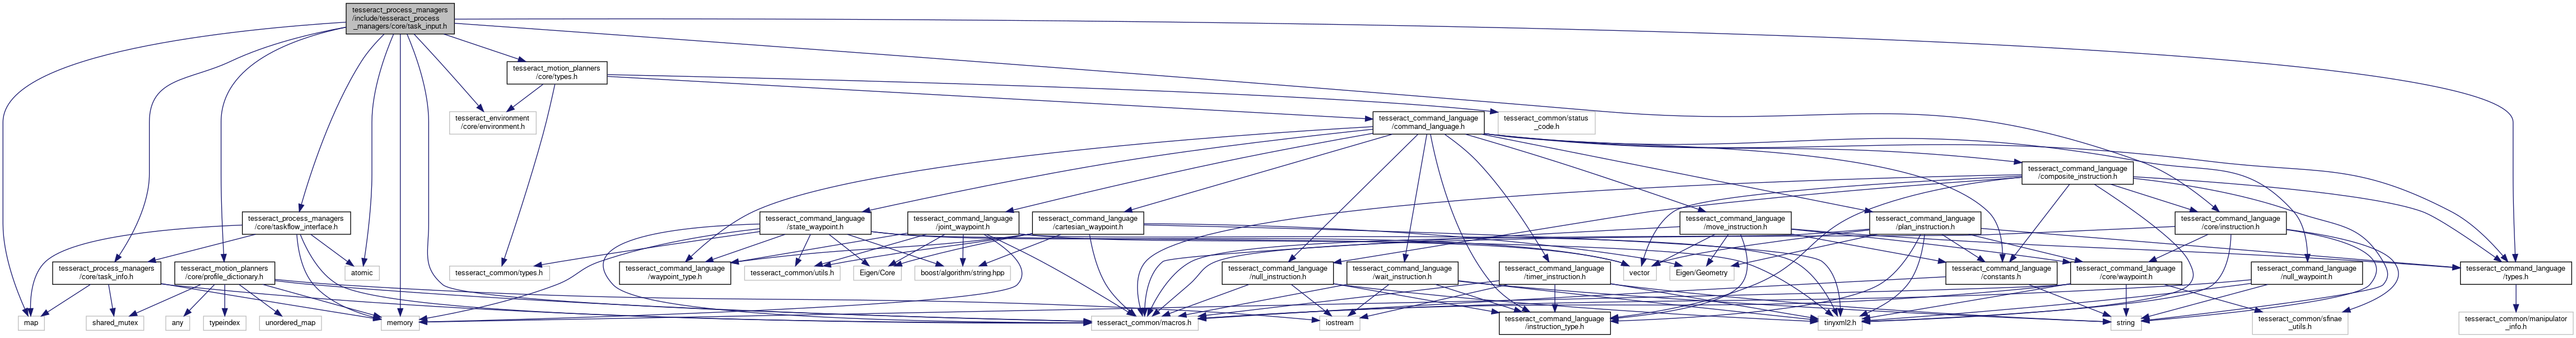 tesseract_process_managers
/include/tesseract_process
_managers/core/task_input.h
tesseract_motion_planners
/core/types.h
tesseract_environment
/core/environment.h
tesseract_command_language
/command_language.h
tesseract_common/status
_code.h
tesseract_command_language
/composite_instruction.h
tesseract_process_managers
/core/taskflow_interface.h
tesseract_command_language
/state_waypoint.h
tesseract_command_language
/joint_waypoint.h
tesseract_command_language
/cartesian_waypoint.h
tesseract_command_language
/move_instruction.h
tesseract_command_language
/plan_instruction.h
tesseract_command_language
/core/instruction.h
tesseract_process_managers
/core/task_info.h
tesseract_motion_planners
/core/profile_dictionary.h
atomic
tesseract_common/types.h
tesseract_command_language
/waypoint_type.h
tesseract_common/utils.h
Eigen/Core
boost/algorithm/string.hpp
tesseract_command_language
/null_instruction.h
tesseract_command_language
/wait_instruction.h
tesseract_command_language
/timer_instruction.h
vector
Eigen/Geometry
tesseract_command_language
/constants.h
tesseract_command_language
/core/waypoint.h
tesseract_command_language
/null_waypoint.h
tesseract_command_language
/types.h
map
shared_mutex
any
typeindex
unordered_map
memory
tesseract_common/macros.h
iostream
tesseract_command_language
/instruction_type.h
tinyxml2.h
string
tesseract_common/sfinae
_utils.h
tesseract_common/manipulator
_info.h